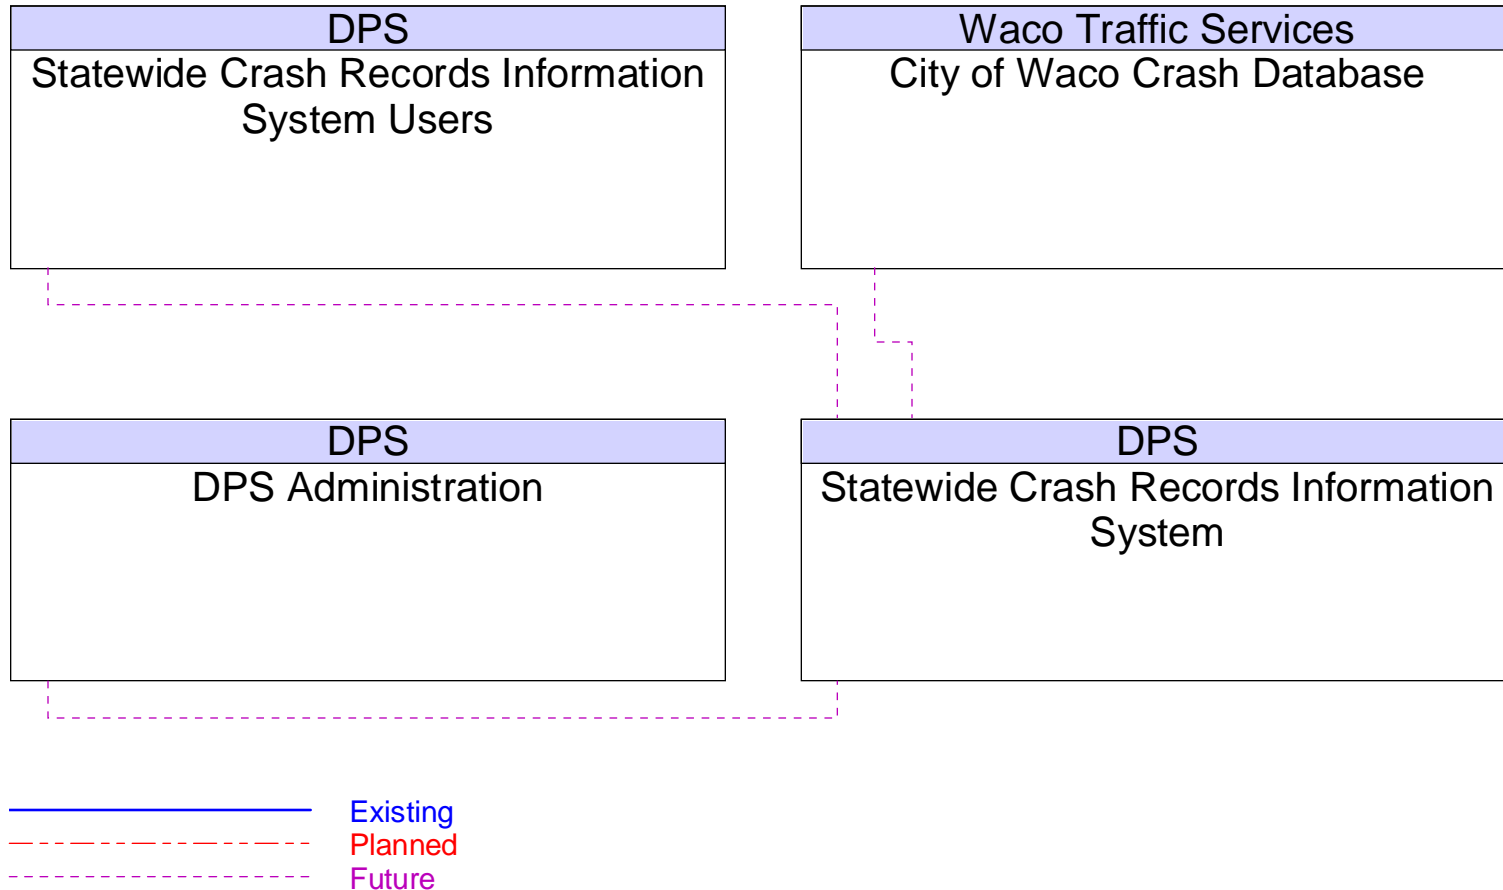 DPS
Statewide Crash Records Information
System Users
Waco Traffic Services
City of Waco Crash Database
DPS
DPS Administration
DPS
Statewide Crash Records Information
System
Existing
Planned
Future